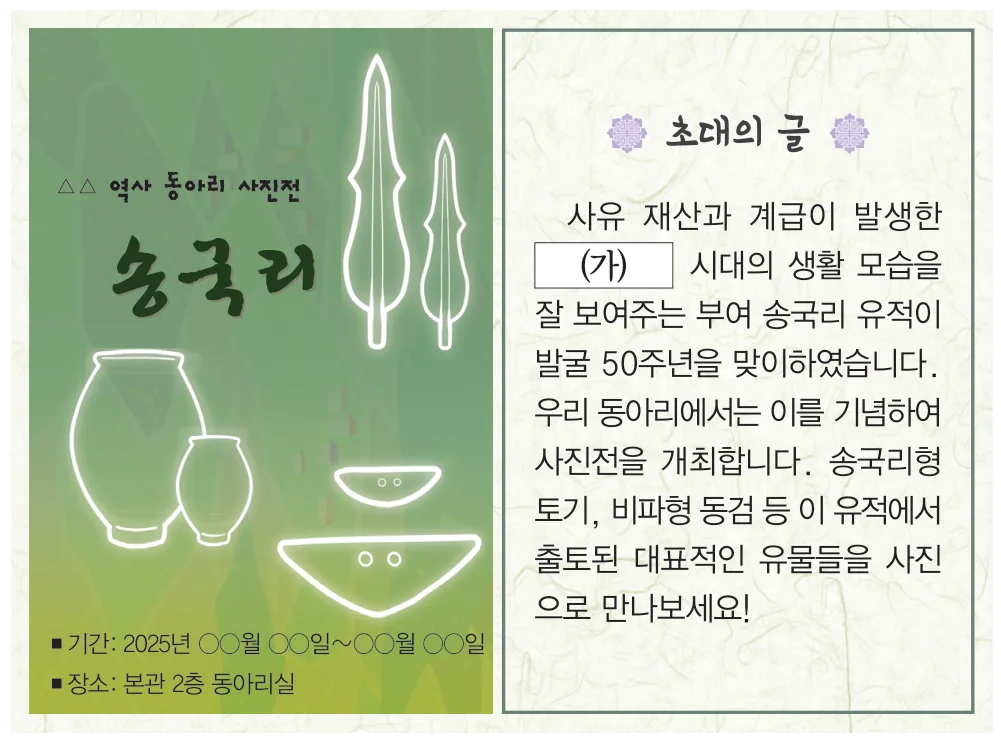 △△ 역사 동아리 사진전
송국리
■ 기간: 2025년 ○○월 ○○일~○○월 ○○일
■ 장소: 본관 2층 동아리실
초대의 글
사유 재산과 계급이 발생한
(가) 시대의 생활 모습을
잘 보여주는 부여 송국리 유적이
발굴 50주년을 맞이하였습니다.
우리 동아리에서는 이를 기념하여
사진전을 개최합니다. 송국리형
토기, 비파형 동검 등 이 유적에서
출토된 대표적인 유물들을 사진
으로 만나보세요!